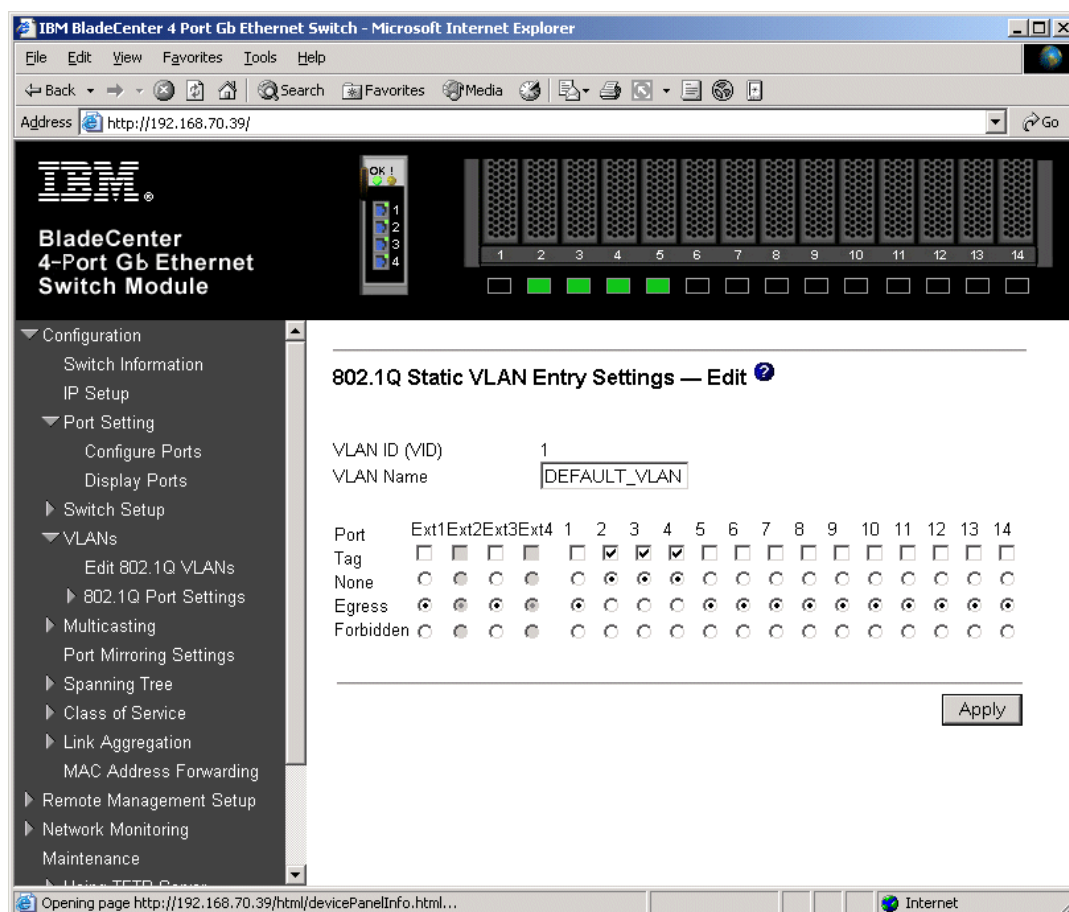 IBM BladeCenter 4 Port Gb Ethernet Switch - Microsoft Internet Explorer
File Edit View Favorites Tools Help
Back Search Favorites Media
Address http://192.168.70.39/ Go
IBM®
BladeCenter
4-Port Gb Ethernet
Switch Module
OK !
1
2
3
4
1 2 3 4 5 6 7 8 9 10 11 12 13 14
Configuration
Switch Information
IP Setup
Port Setting
Configure Ports
Display Ports
Switch Setup
VLANs
Edit 802.1Q VLANs
802.1Q Port Settings
Multicasting
Port Mirroring Settings
Spanning Tree
Class of Service
Link Aggregation
MAC Address Forwarding
Remote Management Setup
Network Monitoring
Maintenance
Using TFTP Server
802.1Q Static VLAN Entry Settings — Edit ?
VLAN ID (VID) 1
VLAN Name DEFAULT_VLAN
Port Ext1 Ext2 Ext3 Ext4 1 2 3 4 5 6 7 8 9 10 11 12 13 14
Tag
None
Egress
Forbidden
Apply
Opening page http://192.168.70.39/html/devicePanelInfo.html... Internet